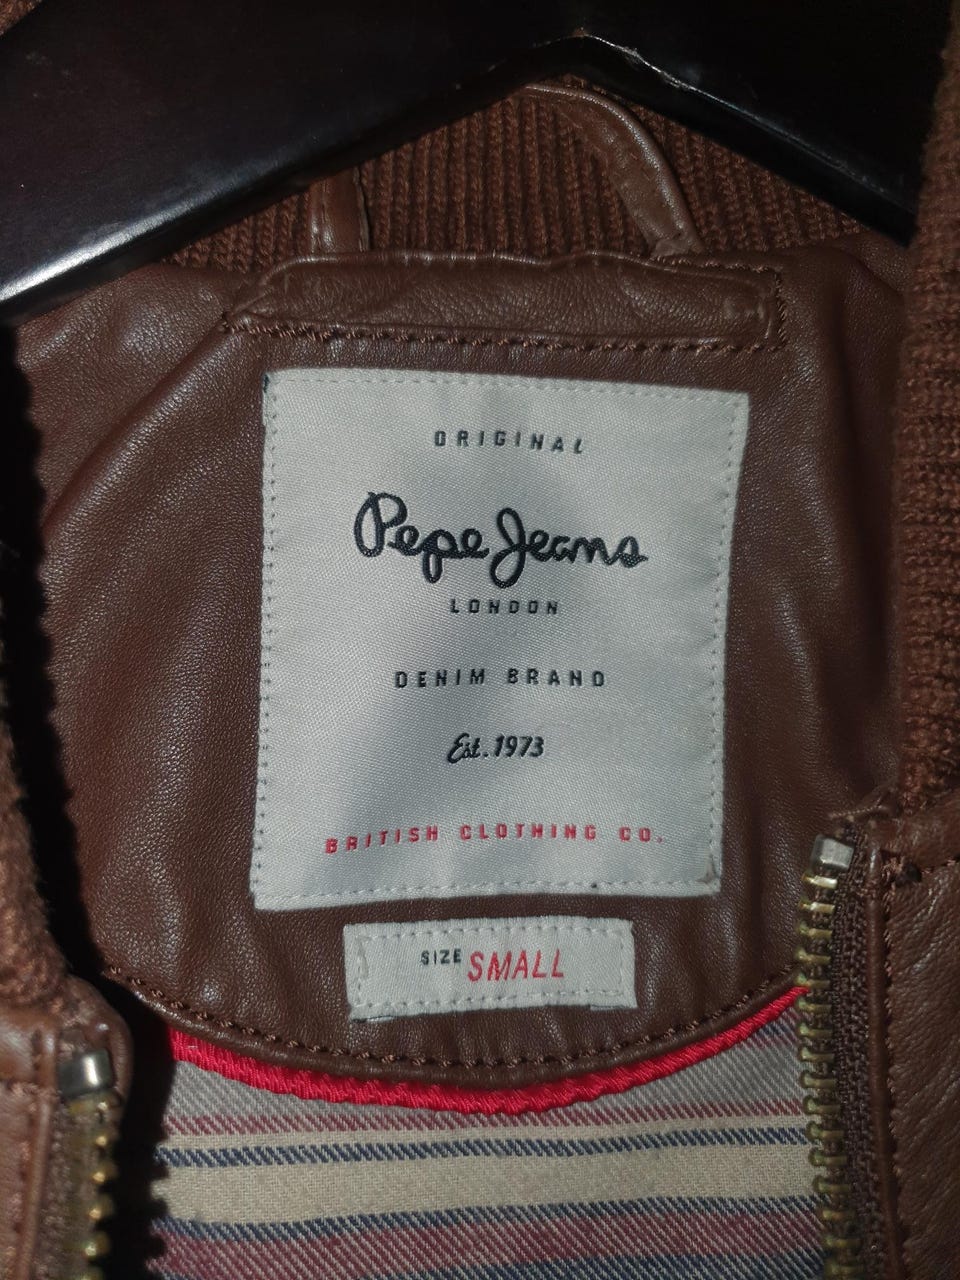 ORIGINAL
Pepe Jeans
LONDON
DENIM BRAND
Est. 1973
BRITISH CLOTHING CO.
SIZE SMALL